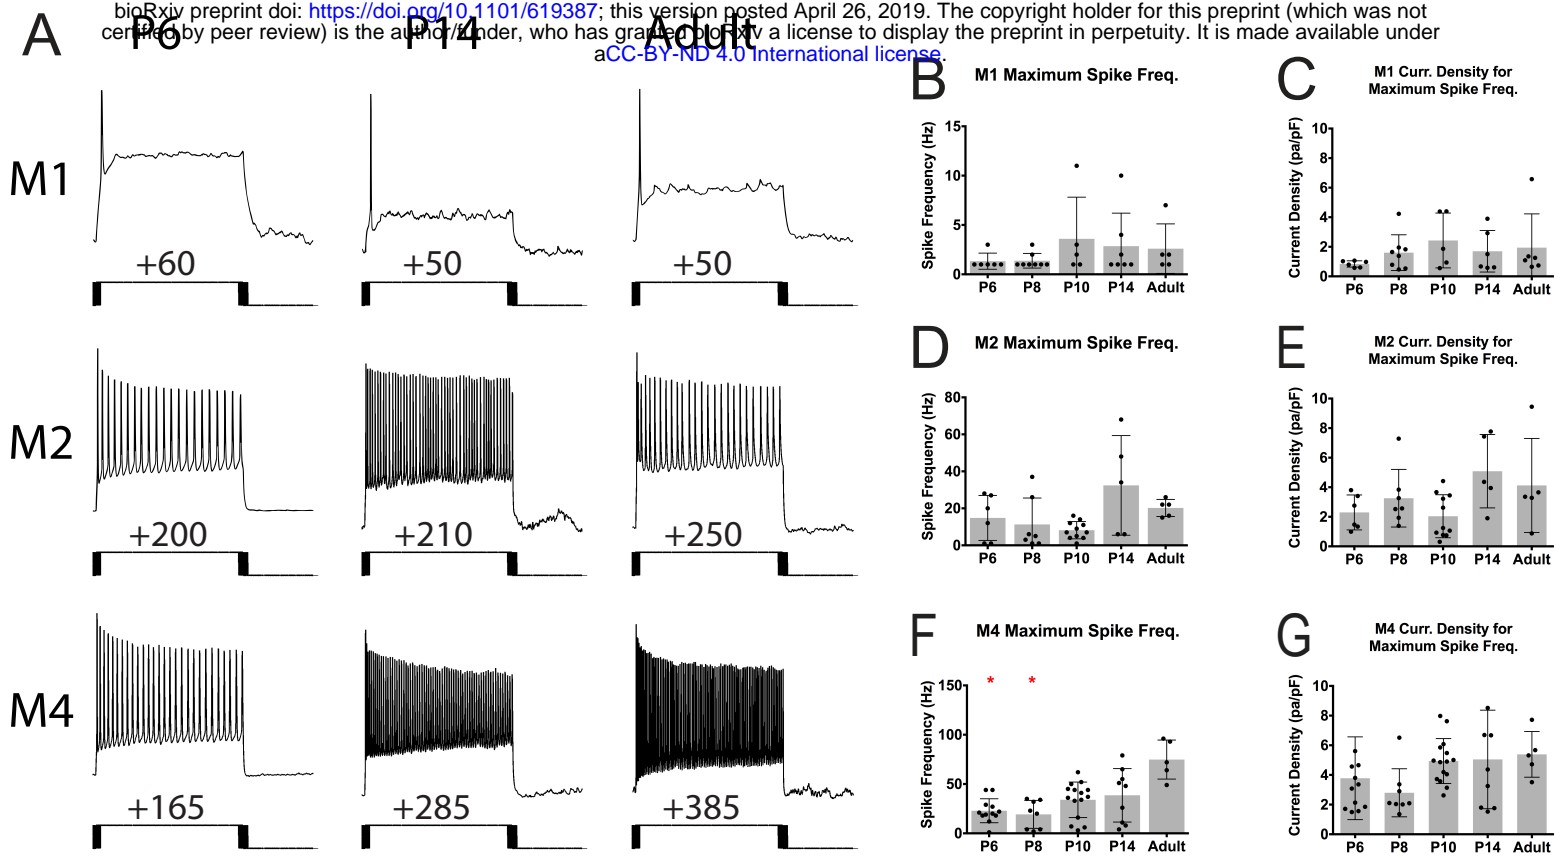 bioRxiv preprint doi: https://doi.org/10.1101/619387; this version posted April 26, 2019. The copyright holder for this preprint (which was not
certified by peer review) is the author/funder, who has granted bioRxiv a license to display the preprint in perpetuity. It is made available under
aCC-BY-ND 4.0 International license.
A
P6
P14
Adult
M1
+60
+50
+50
M2
+200
+210
+250
M4
+165
+285
+385
B
M1 Maximum Spike Freq.
Spike Frequency (Hz)
15
10
5
0
P6 P8 P10 P14 Adult
C
M1 Curr. Density for
Maximum Spike Freq.
Current Density (pa/pF)
10
8
6
4
2
0
P6 P8 P10 P14 Adult
D
M2 Maximum Spike Freq.
Spike Frequency (Hz)
80
60
40
20
0
P6 P8 P10 P14 Adult
E
M2 Curr. Density for
Maximum Spike Freq.
Current Density (pa/pF)
10
8
6
4
2
0
P6 P8 P10 P14 Adult
F
M4 Maximum Spike Freq.
Spike Frequency (Hz)
* *
150
100
50
0
P6 P8 P10 P14 Adult
G
M4 Curr. Density for
Maximum Spike Freq.
Current Density (pa/pF)
10
8
6
4
2
0
P6 P8 P10 P14 Adult